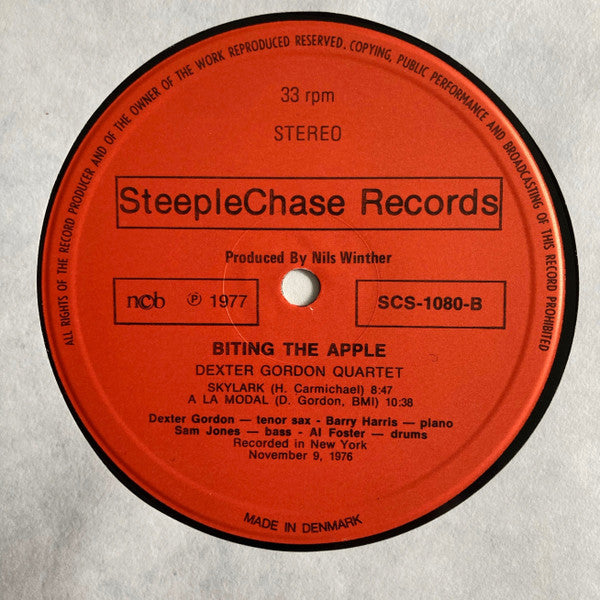 ALL RIGHTS OF THE RECORD PRODUCER AND OF THE OWNER OF THE WORK REPRODUCED RESERVED. COPYING, PUBLIC PERFORMANCE AND BROADCASTING OF THIS RECORD PROHIBITED
33 rpm
STEREO
SteepleChase Records
Produced By Nils Winther
ncb ℗ 1977 SCS-1080-B
BITING THE APPLE
DEXTER GORDON QUARTET
SKYLARK (H. Carmichael) 8:47
A LA MODAL (D. Gordon, BMI) 10:38
Dexter Gordon — tenor sax - Barry Harris — piano
Sam Jones — bass - Al Foster — drums
Recorded in New York
November 9, 1976
MADE IN DENMARK